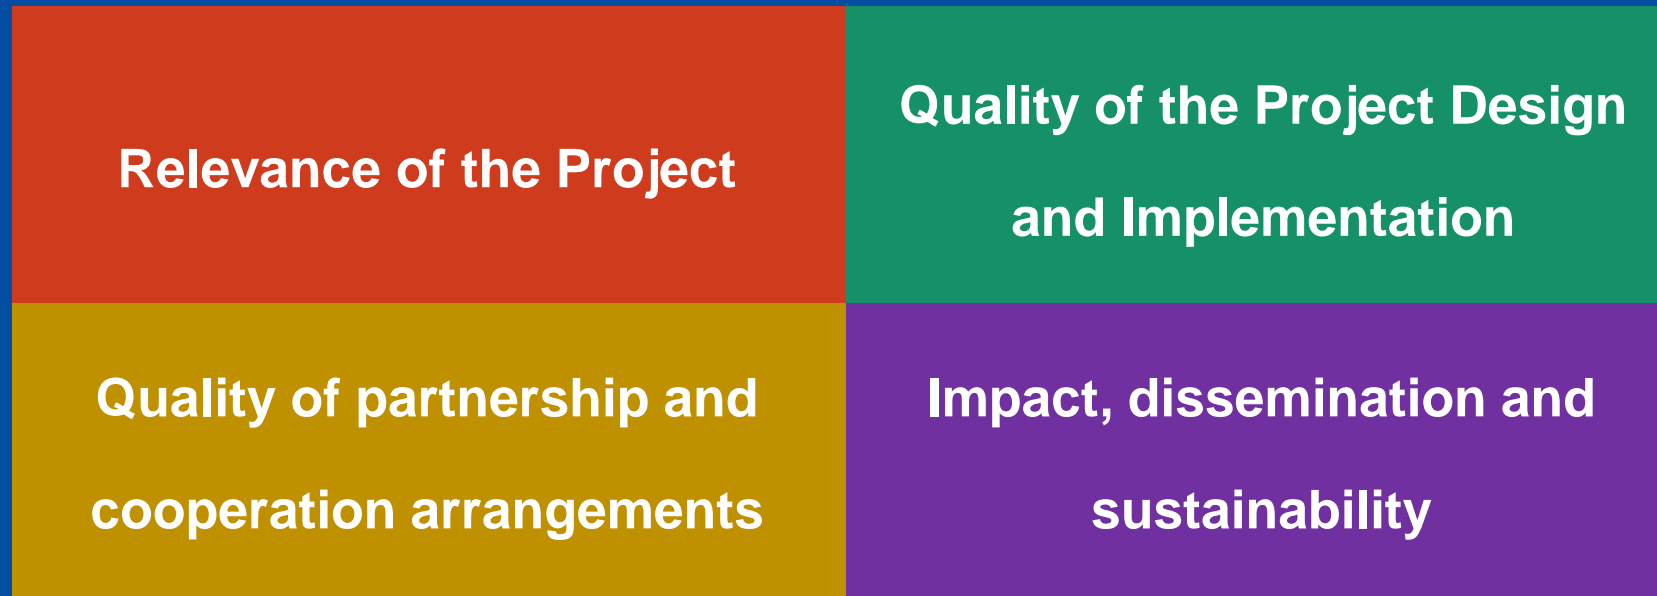 Relevance of the Project
Quality of the Project Design
and Implementation
Quality of partnership and
cooperation arrangements
Impact, dissemination and
sustainability